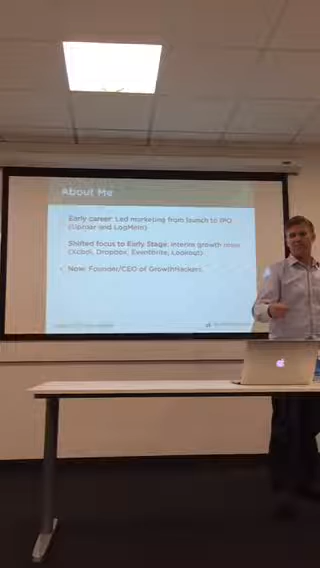 About Me
Early career: Led marketing from launch to IPO
(Uproar and LogMeIn)
Shifted focus to Early Stage: Interim growth roles
(Xobni, Dropbox, Eventbrite, Lookout)
Now: Founder/CEO of GrowthHackers